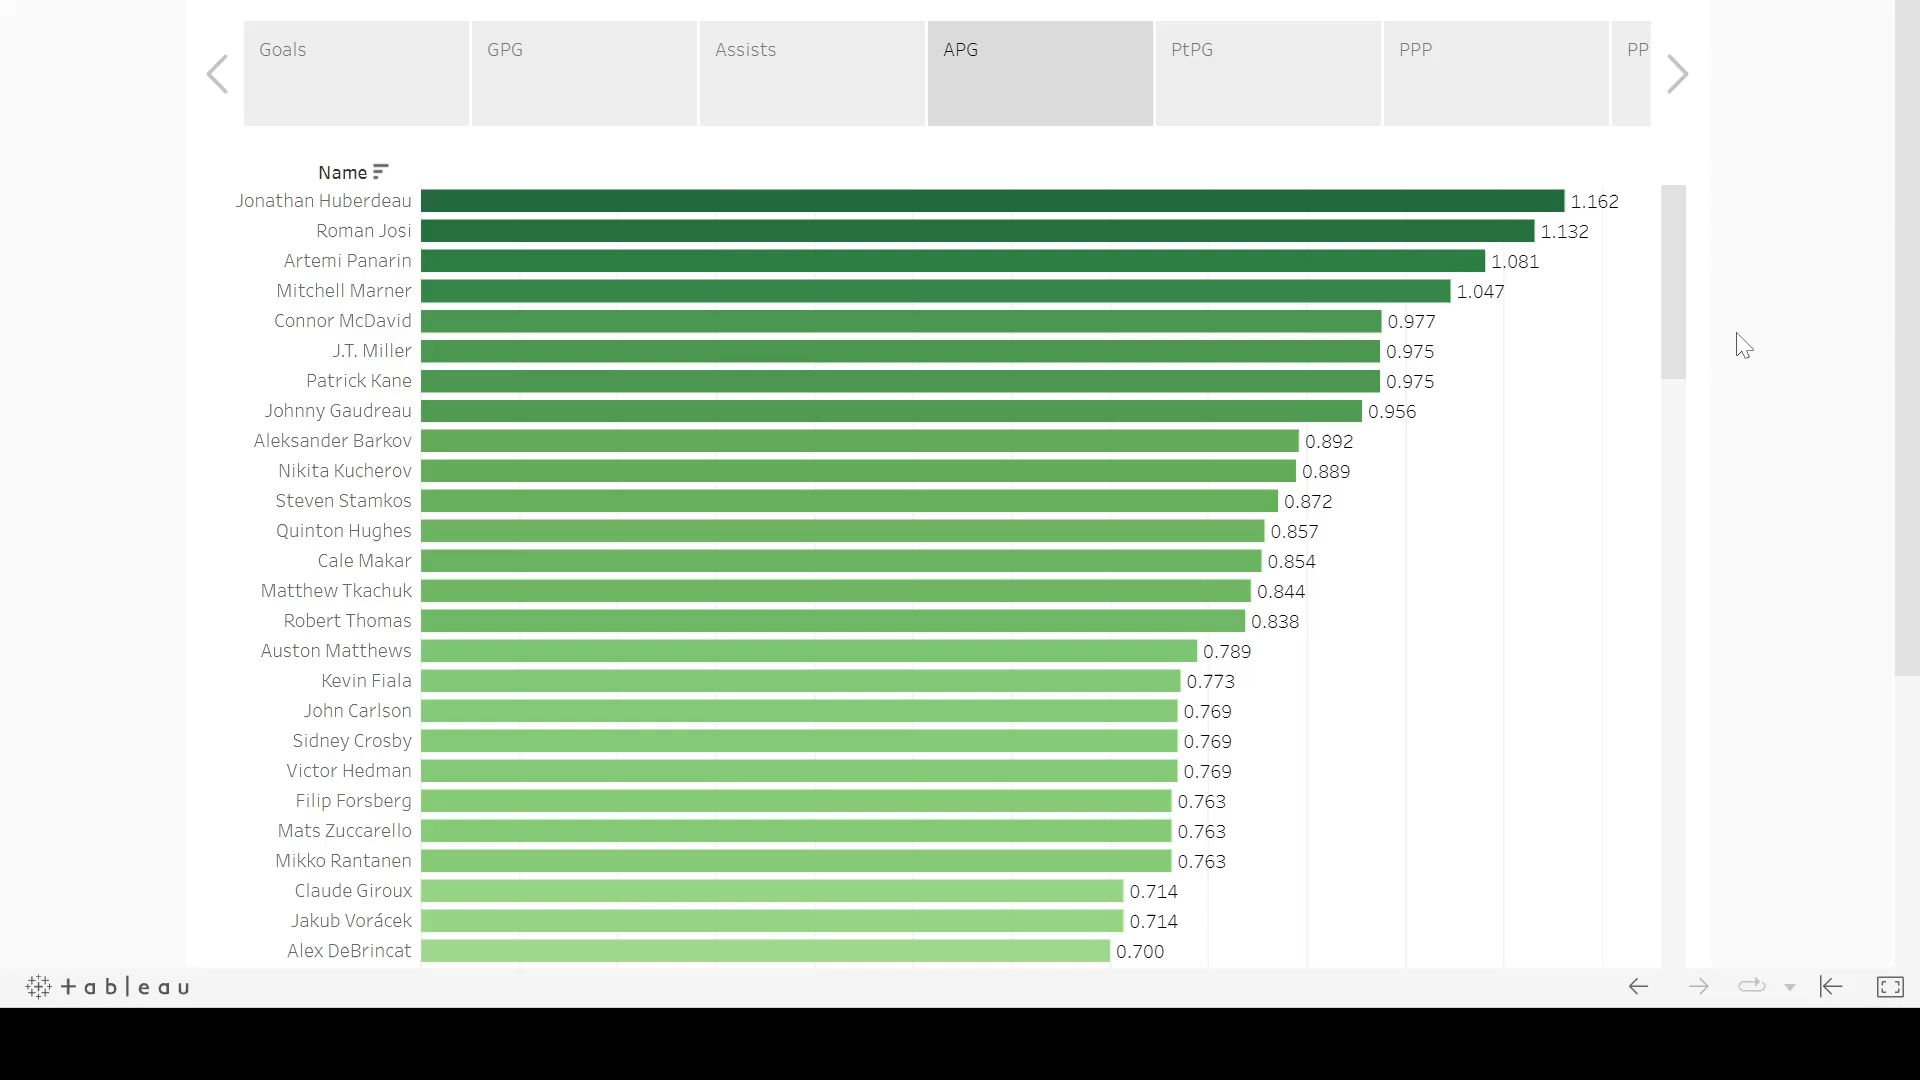 Goals GPG Assists APG PtPG PPP PP
Name
Jonathan Huberdeau 1.162
Roman Josi 1.132
Artemi Panarin 1.081
Mitchell Marner 1.047
Connor McDavid 0.977
J.T. Miller 0.975
Patrick Kane 0.975
Johnny Gaudreau 0.956
Aleksander Barkov 0.892
Nikita Kucherov 0.889
Steven Stamkos 0.872
Quinton Hughes 0.857
Cale Makar 0.854
Matthew Tkachuk 0.844
Robert Thomas 0.838
Auston Matthews 0.789
Kevin Fiala 0.773
John Carlson 0.769
Sidney Crosby 0.769
Victor Hedman 0.769
Filip Forsberg 0.763
Mats Zuccarello 0.763
Mikko Rantanen 0.763
Claude Giroux 0.714
Jakub Vorácek 0.714
Alex DeBrincat 0.700
+ableau